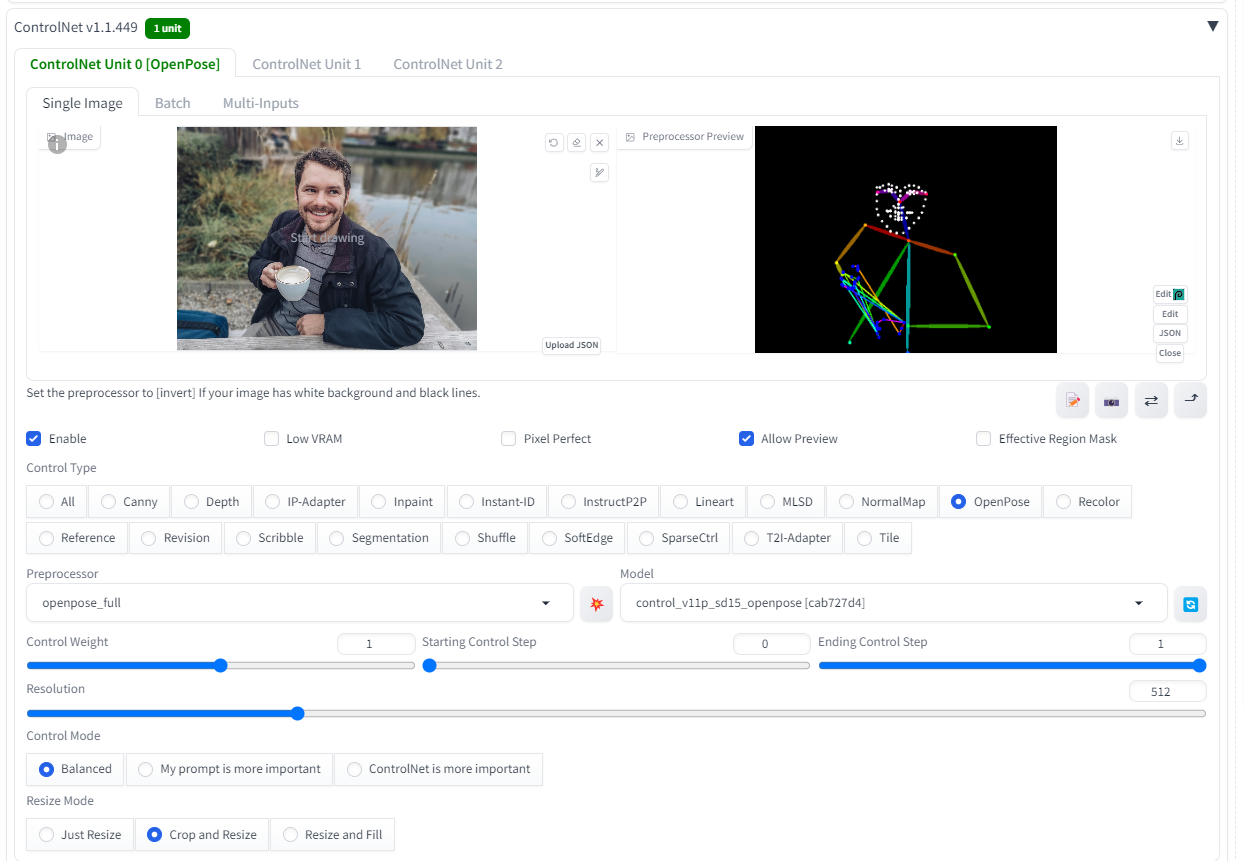 ControlNet v1.1.449 1 unit
ControlNet Unit 0 [OpenPose] ControlNet Unit 1 ControlNet Unit 2
Single Image Batch Multi-Inputs
Image Preprocessor Preview
Start drawing
Edit
Edit
JSON
Upload JSON Close
Set the preprocessor to [invert] If your image has white background and black lines.
Enable Low VRAM Pixel Perfect Allow Preview Effective Region Mask
Control Type
All Canny Depth IP-Adapter Inpaint Instant-ID InstructP2P Lineart MLSD NormalMap OpenPose Recolor
Reference Revision Scribble Segmentation Shuffle SoftEdge SparseCtrl T2I-Adapter Tile
Preprocessor Model
openpose_full control_v11p_sd15_openpose [cab727d4]
Control Weight 1 Starting Control Step 0 Ending Control Step 1
Resolution 512
Control Mode
Balanced My prompt is more important ControlNet is more important
Resize Mode
Just Resize Crop and Resize Resize and Fill